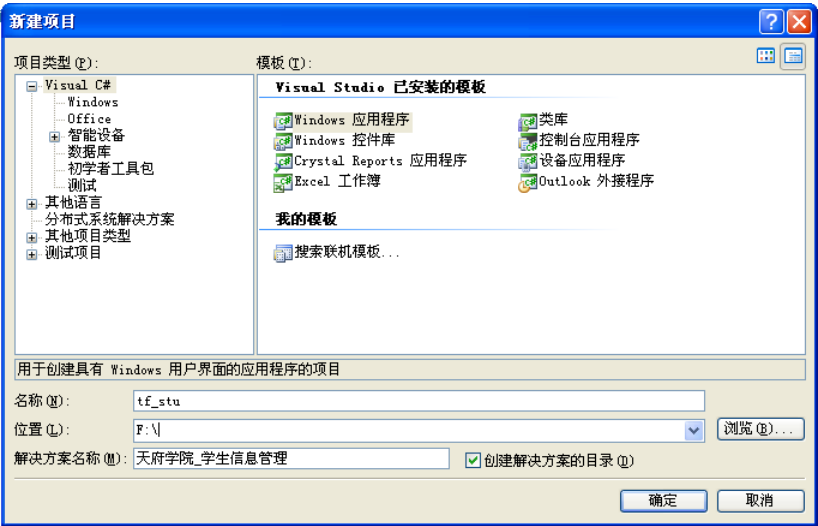 新建项目
项目类型(P):
模板(T):
Visual C#
Windows
Office
智能设备
数据库
初学者工具包
测试
其他语言
分布式系统解决方案
其他项目类型
测试项目
Visual Studio 已安装的模板
Windows 应用程序
类库
Windows 控件库
控制台应用程序
Crystal Reports 应用程序
设备应用程序
Excel 工作簿
Outlook 外接程序
我的模板
搜索联机模板...
用于创建具有 Windows 用户界面的应用程序的项目
名称(N):
tf_stu
位置(L):
F:\
浏览(B)...
解决方案名称(M):
天府学院_学生信息管理
创建解决方案的目录(D)
确定
取消